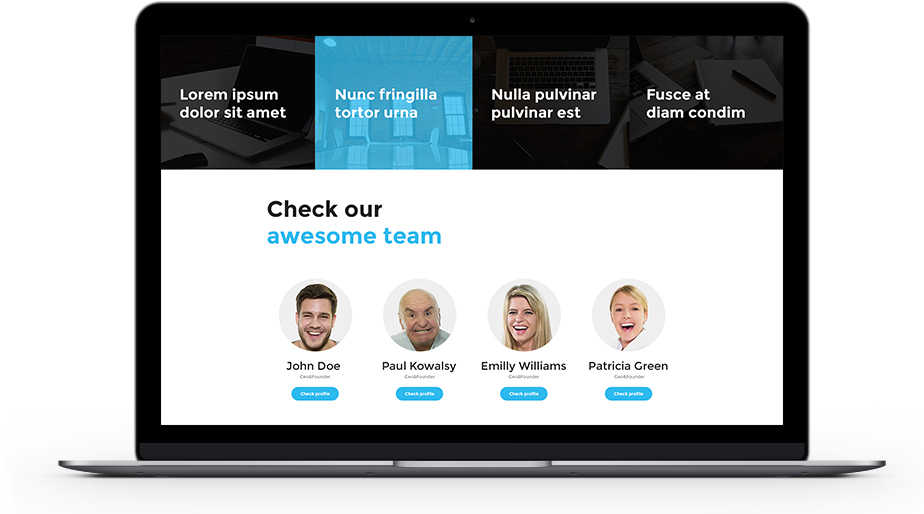 Lorem ipsum
dolor sit amet
Nunc fringilla
tortor urna
Nulla pulvinar
pulvinar est
Fusce at
diam condim
Check our
awesome team
John Doe
Paul Kowalsy
Emilly Williams
Patricia Green
Ceo&Founder
Ceo&Founder
Ceo&Founder
Ceo&Founder
Check profile
Check profile
Check profile
Check profile